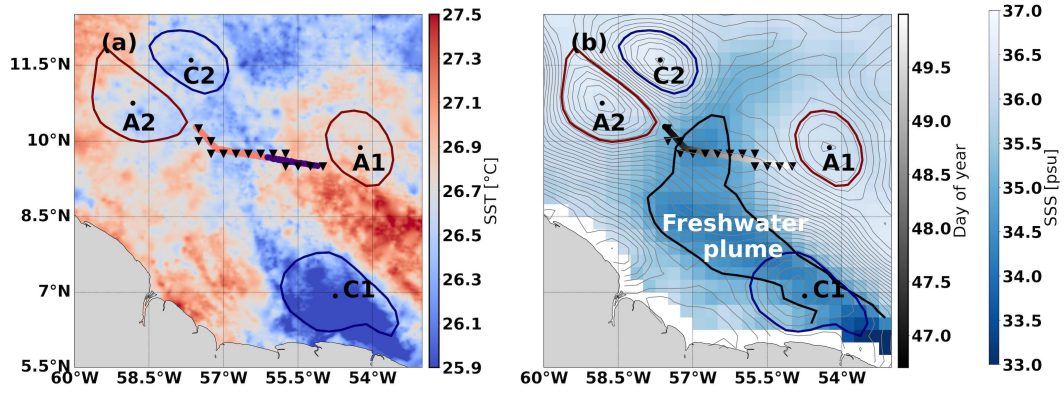 (a)
C2
A2
A1
C1
11.5°N
10°N
8.5°N
7°N
5.5°N
60°W
58.5°W
57°W
55.5°W
54°W
27.5
27.1
26.9
26.7
26.5
26.3
26.1
25.9
SST [°C]
(b)
C2
A2
A1
Freshwater
plume
C1
60°W
58.5°W
57°W
55.5°W
54°W
49.5
49.0
48.5
48.0
47.5
47.0
Day of year
37.0
36.5
36.0
35.5
35.0
34.5
34.0
33.5
33.0
SSS [psu]